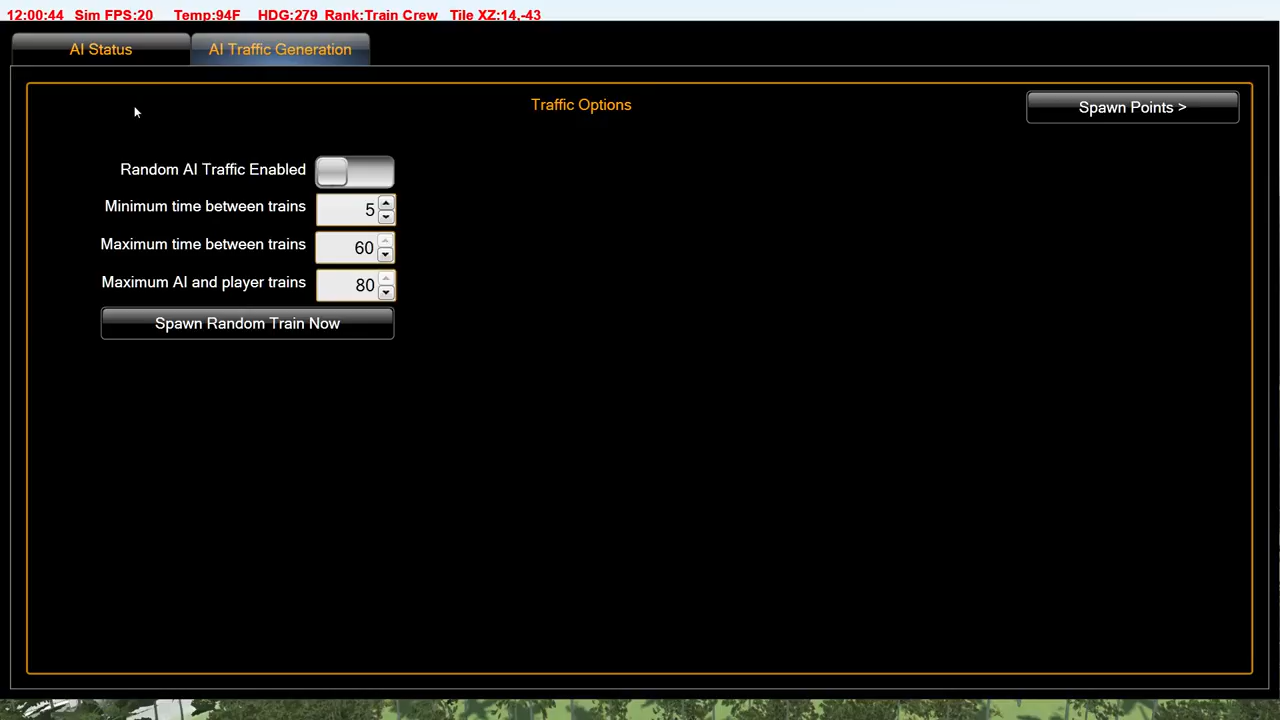 12:00:44 Sim FPS:20 Temp:94F HDG:279 Rank:Train Crew Tile XZ:14,-43
AI Status AI Traffic Generation
Traffic Options
Spawn Points >
Random AI Traffic Enabled
Minimum time between trains 5
Maximum time between trains 60
Maximum AI and player trains 80
Spawn Random Train Now